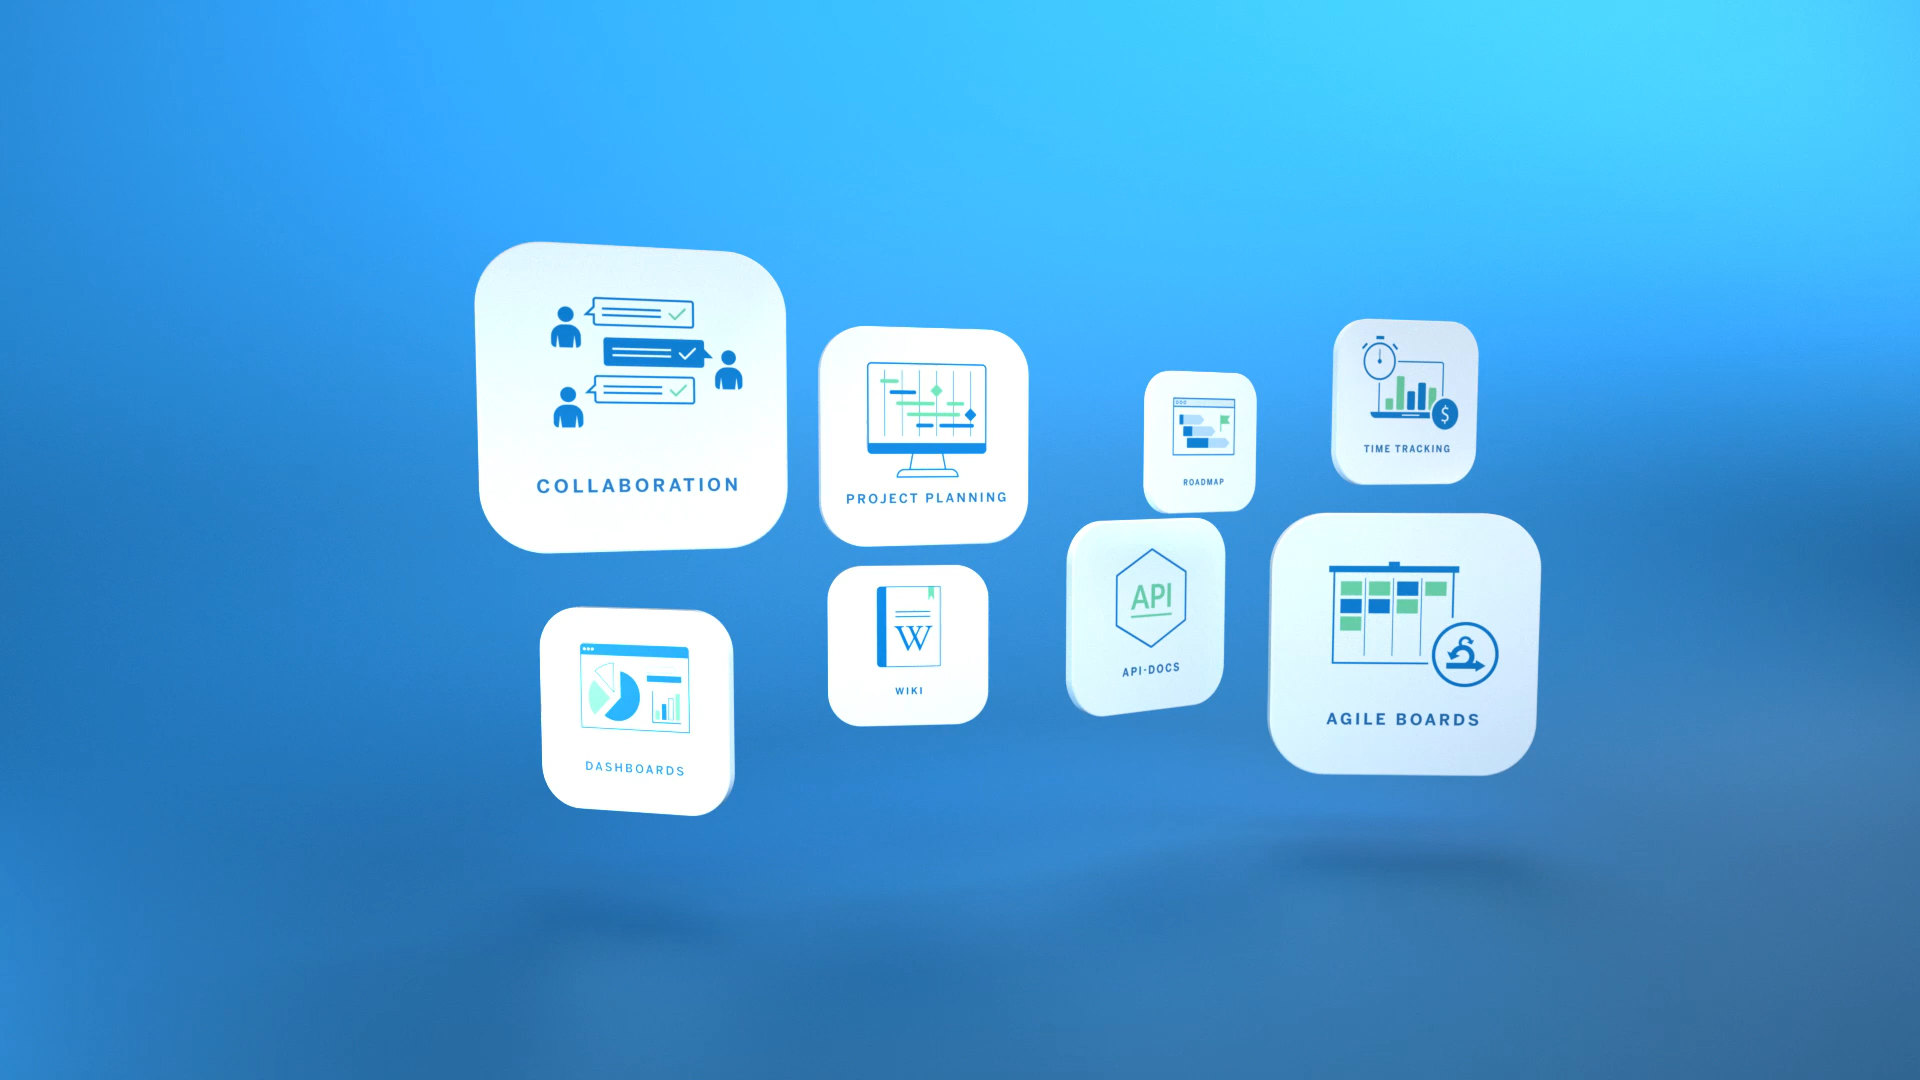 COLLABORATION
PROJECT PLANNING
ROADMAP
TIME TRACKING
DASHBOARDS
W
WIKI
API
API-DOCS
$
AGILE BOARDS